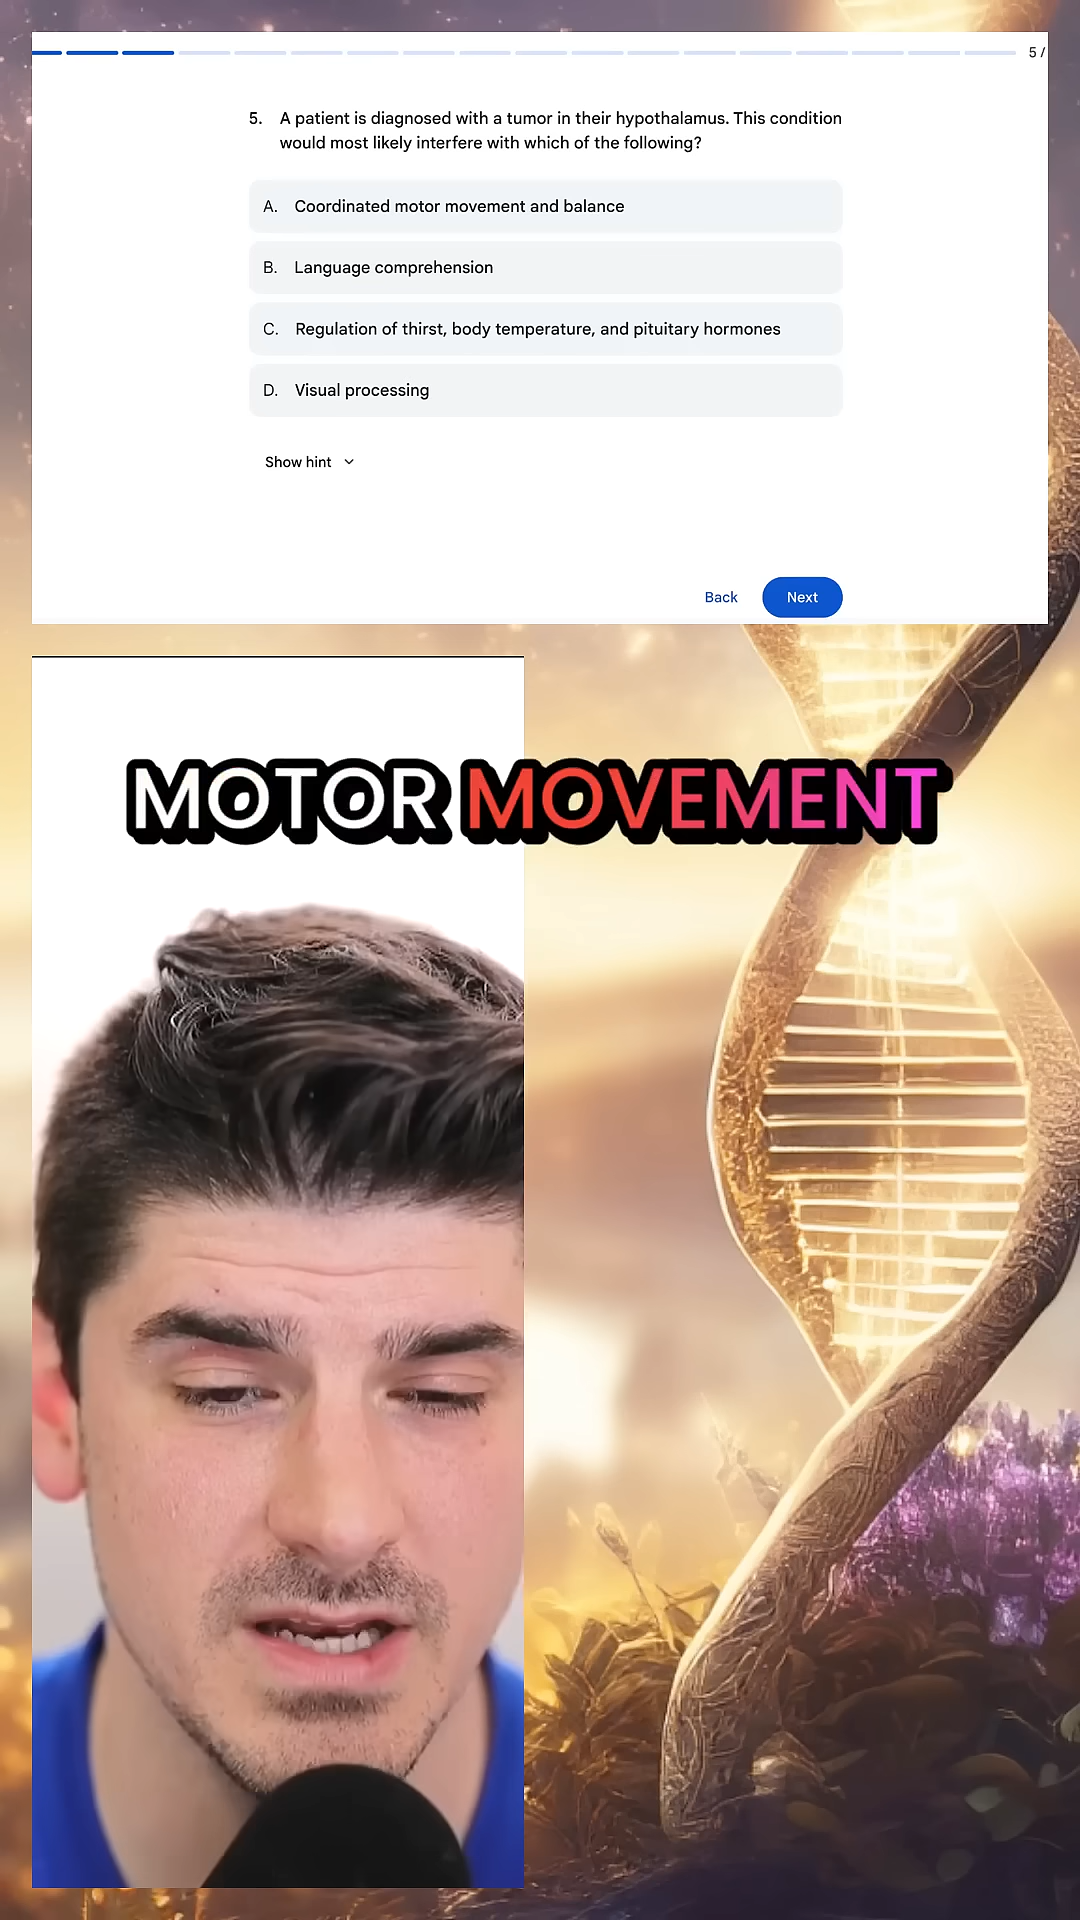 5 /
5. A patient is diagnosed with a tumor in their hypothalamus. This condition
would most likely interfere with which of the following?
A. Coordinated motor movement and balance
B. Language comprehension
C. Regulation of thirst, body temperature, and pituitary hormones
D. Visual processing
Show hint
Back Next
MOTOR MOVEMENT